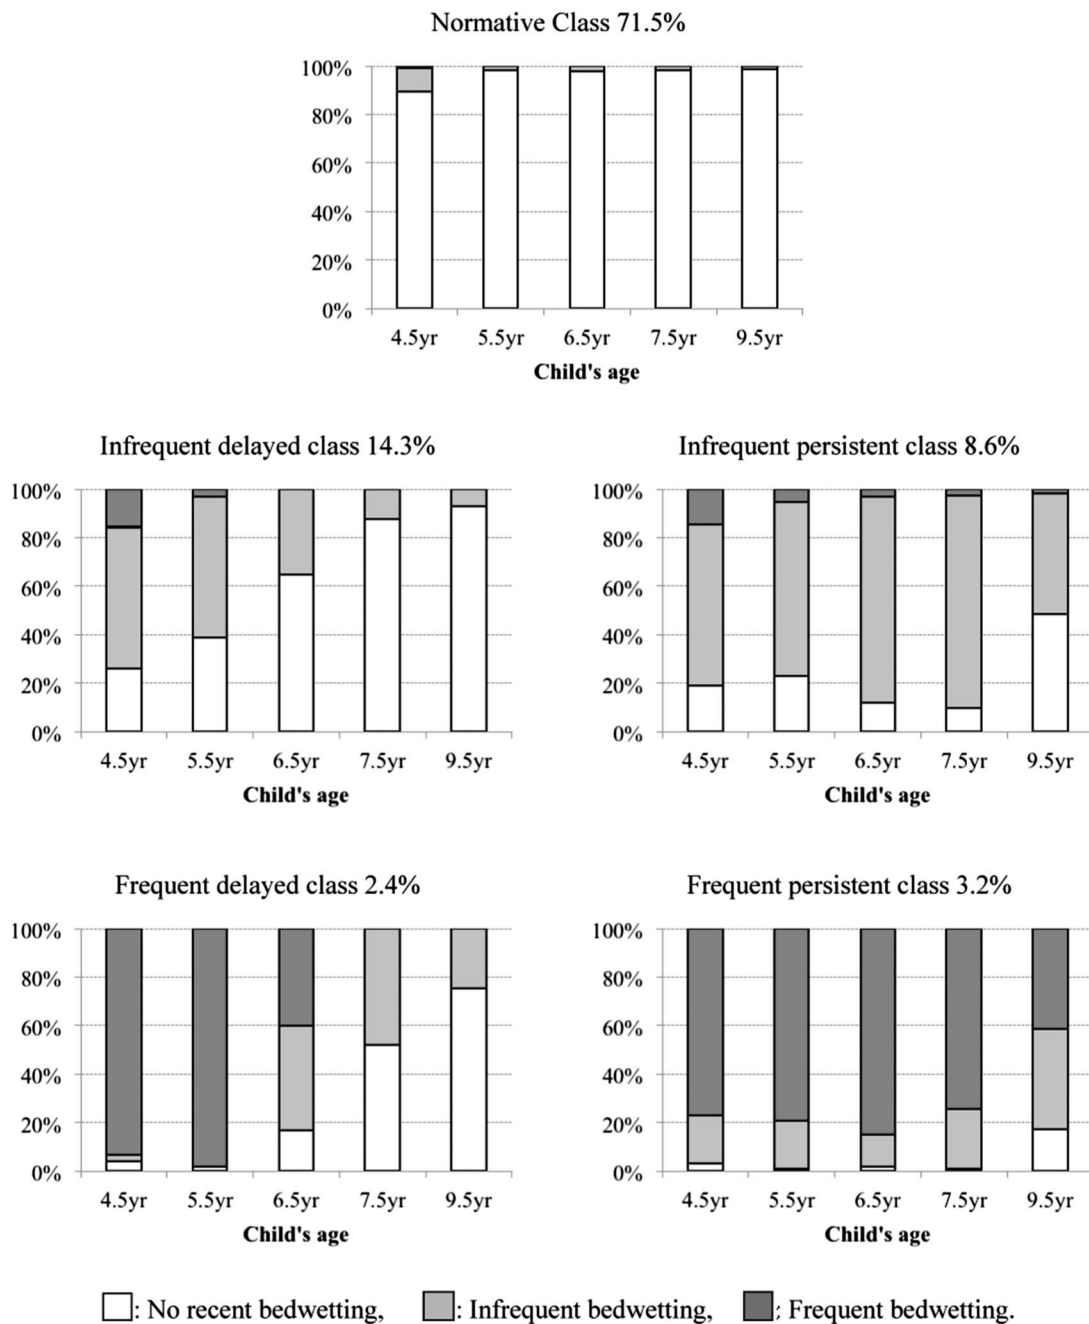 Normative Class 71.5%
100%
80%
60%
40%
20%
0%
4.5yr 5.5yr 6.5yr 7.5yr 9.5yr
Child's age
Infrequent delayed class 14.3%
100%
80%
60%
40%
20%
0%
4.5yr 5.5yr 6.5yr 7.5yr 9.5yr
Child's age
Infrequent persistent class 8.6%
100%
80%
60%
40%
20%
0%
4.5yr 5.5yr 6.5yr 7.5yr 9.5yr
Child's age
Frequent delayed class 2.4%
100%
80%
60%
40%
20%
0%
4.5yr 5.5yr 6.5yr 7.5yr 9.5yr
Child's age
Frequent persistent class 3.2%
100%
80%
60%
40%
20%
0%
4.5yr 5.5yr 6.5yr 7.5yr 9.5yr
Child's age
: No recent bedwetting, : Infrequent bedwetting, : Frequent bedwetting.